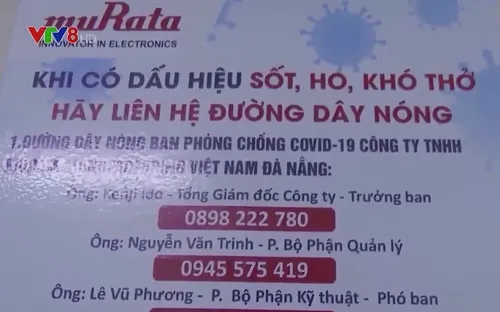 VTV8 HD
muRata
INNOVATOR IN ELECTRONICS
KHI CÓ DẤU HIỆU SỐT, HO, KHÓ THỞ
HÃY LIÊN HỆ ĐƯỜNG DÂY NÓNG
1.ĐƯỜNG DÂY NÓNG BAN PHÒNG CHỐNG COVID-19 CÔNG TY TNHH
VIỆT NAM ĐÀ NẴNG:
Ông: Kenji Ido - Tổng Giám đốc Công ty - Trưởng ban
0898 222 780
Ông: Nguyễn Văn Trinh - P. Bộ Phận Quản lý
0945 575 419
Ông: Lê Vũ Phương - P. Bộ Phận Kỹ thuật - Phó ban